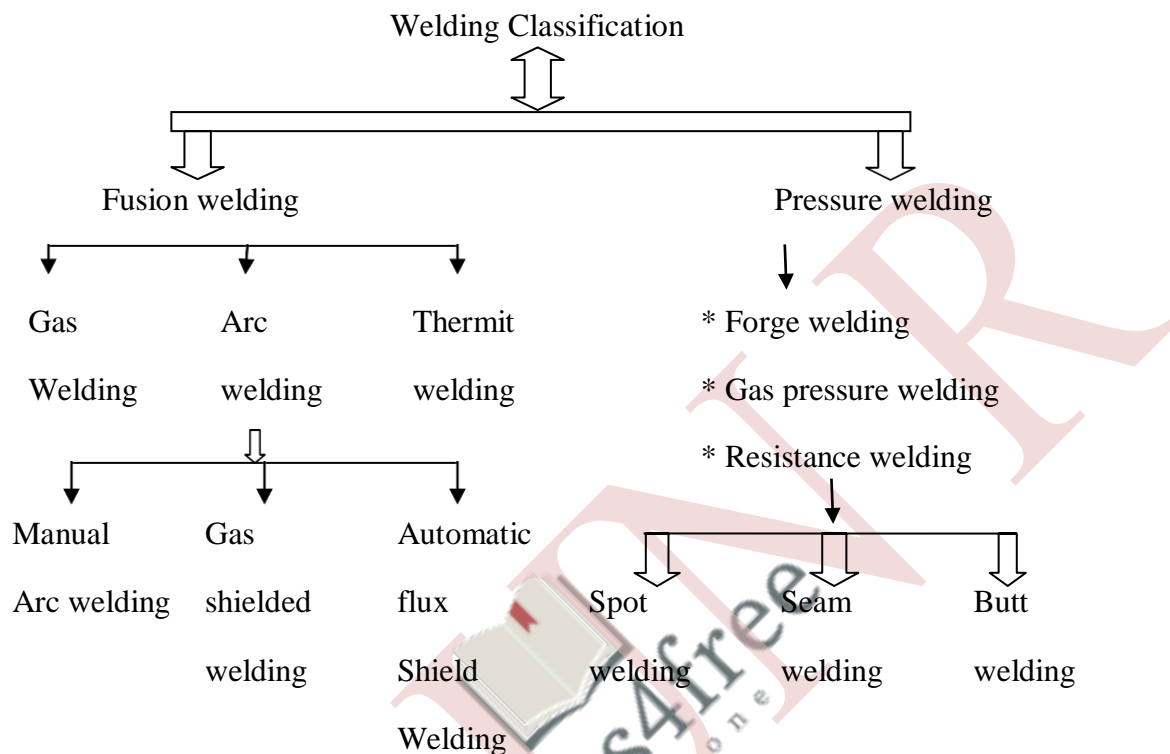 Welding Classification
Fusion welding
Pressure welding
Gas
Welding
Arc
welding
Thermit
welding
* Forge welding
* Gas pressure welding
* Resistance welding
Manual
Arc welding
Gas
shielded
welding
Automatic
flux
Shield
Welding
Spot
welding
Seam
welding
Butt
welding